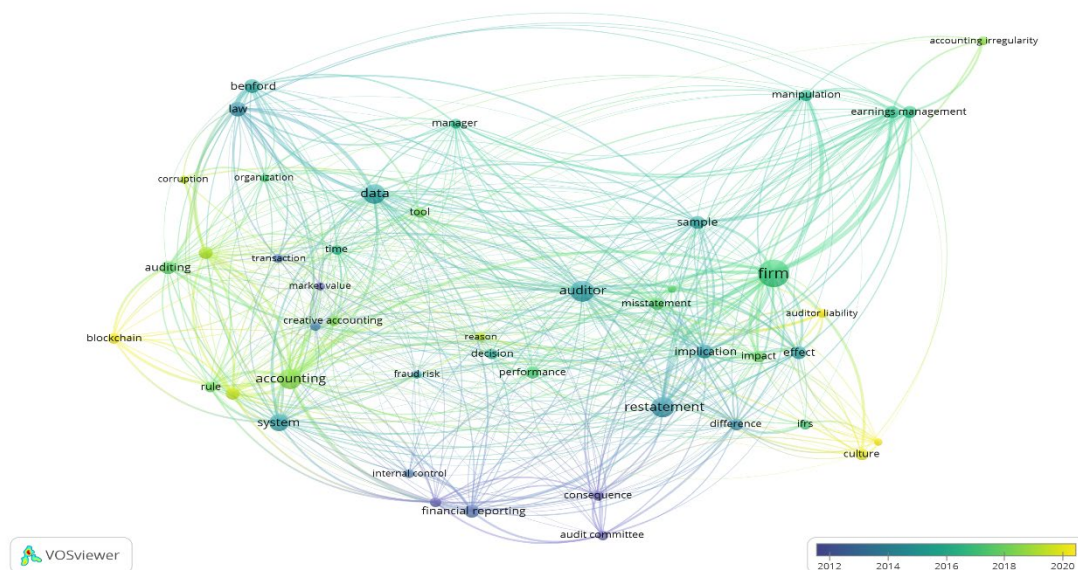 accounting irregularity
benford
manipulation
law
earnings management
manager
corruption
organization
data
tool
sample
time
auditing
transaction
firm
market value
auditor
misstatement
creative accounting
auditor liability
blockchain
reason
decision
implication
impact
effect
accounting
fraud risk
performance
rule
restatement
system
difference
ifrs
culture
internal control
consequence
financial reporting
audit committee
VOSviewer
2012 2014 2016 2018 2020